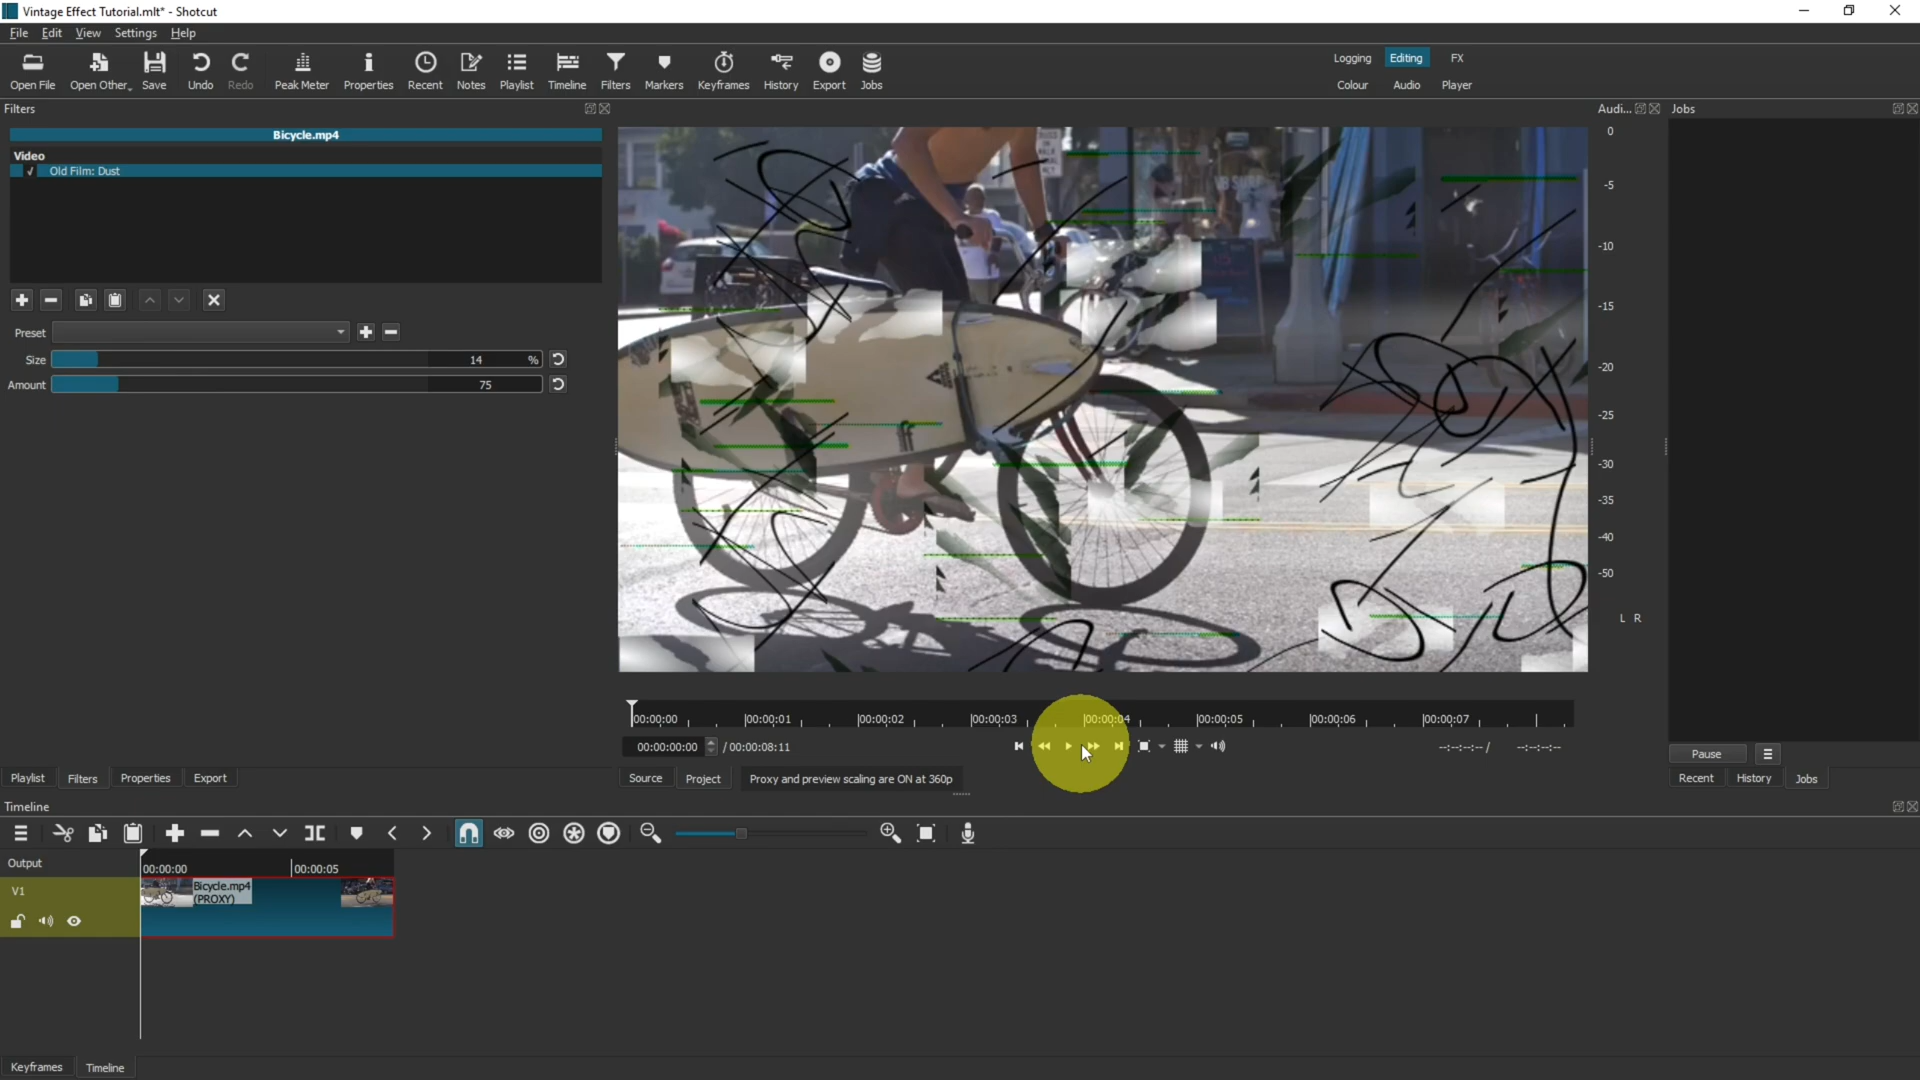 Vintage Effect Tutorial.mlt* - Shotcut
File Edit View Settings Help
Open File Open Other Save Undo Redo Peak Meter Properties Recent Notes Playlist Timeline Filters Markers Keyframes History Export Jobs
Logging Editing FX
Colour Audio Player
Filters
Audi...
Jobs
Bicycle.mp4
Video
✓ Old Film: Dust
Preset
Size 14 %
Amount 75
0
-5
-10
-15
-20
-25
-30
-35
-40
-50
L R
00:00:00 00:00:01 00:00:02 00:00:03 00:00:04 00:00:05 00:00:06 00:00:07
00:00:00:00 / 00:00:08:11
--:--:--:-- / --:--:--:--
Pause
Playlist Filters Properties Export
Source Project Proxy and preview scaling are ON at 360p
Recent History Jobs
Timeline
Output
00:00:00 00:00:05
V1
Bicycle.mp4
(PROXY)
Keyframes Timeline